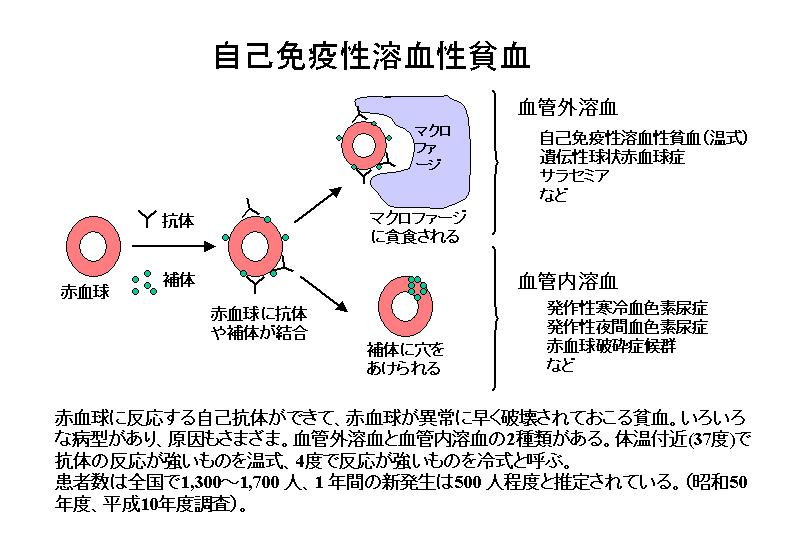 自己免疫性溶血性貧血
マクロ
ファ
ージ
マクロファージ
に貪食される
血管外溶血
自己免疫性溶血性貧血（温式）
遺伝性球状赤血球症
サラセミア
など
抗体
補体
赤血球
赤血球に抗体
や補体が結合
補体に穴を
あけられる
血管内溶血
発作性寒冷血色素尿症
発作性夜間血色素尿症
赤血球破砕症候群
など
赤血球に反応する自己抗体ができて、赤血球が異常に早く破壊されておこる貧血。いろいろ
な病型があり、原因もさまざま。血管外溶血と血管内溶血の2種類がある。体温付近(37度)で
抗体の反応が強いものを温式、4度で反応が強いものを冷式と呼ぶ。
患者数は全国で1,300～1,700 人、1 年間の新発生は500 人程度と推定されている。（昭和50
年度、平成10年度調査）。